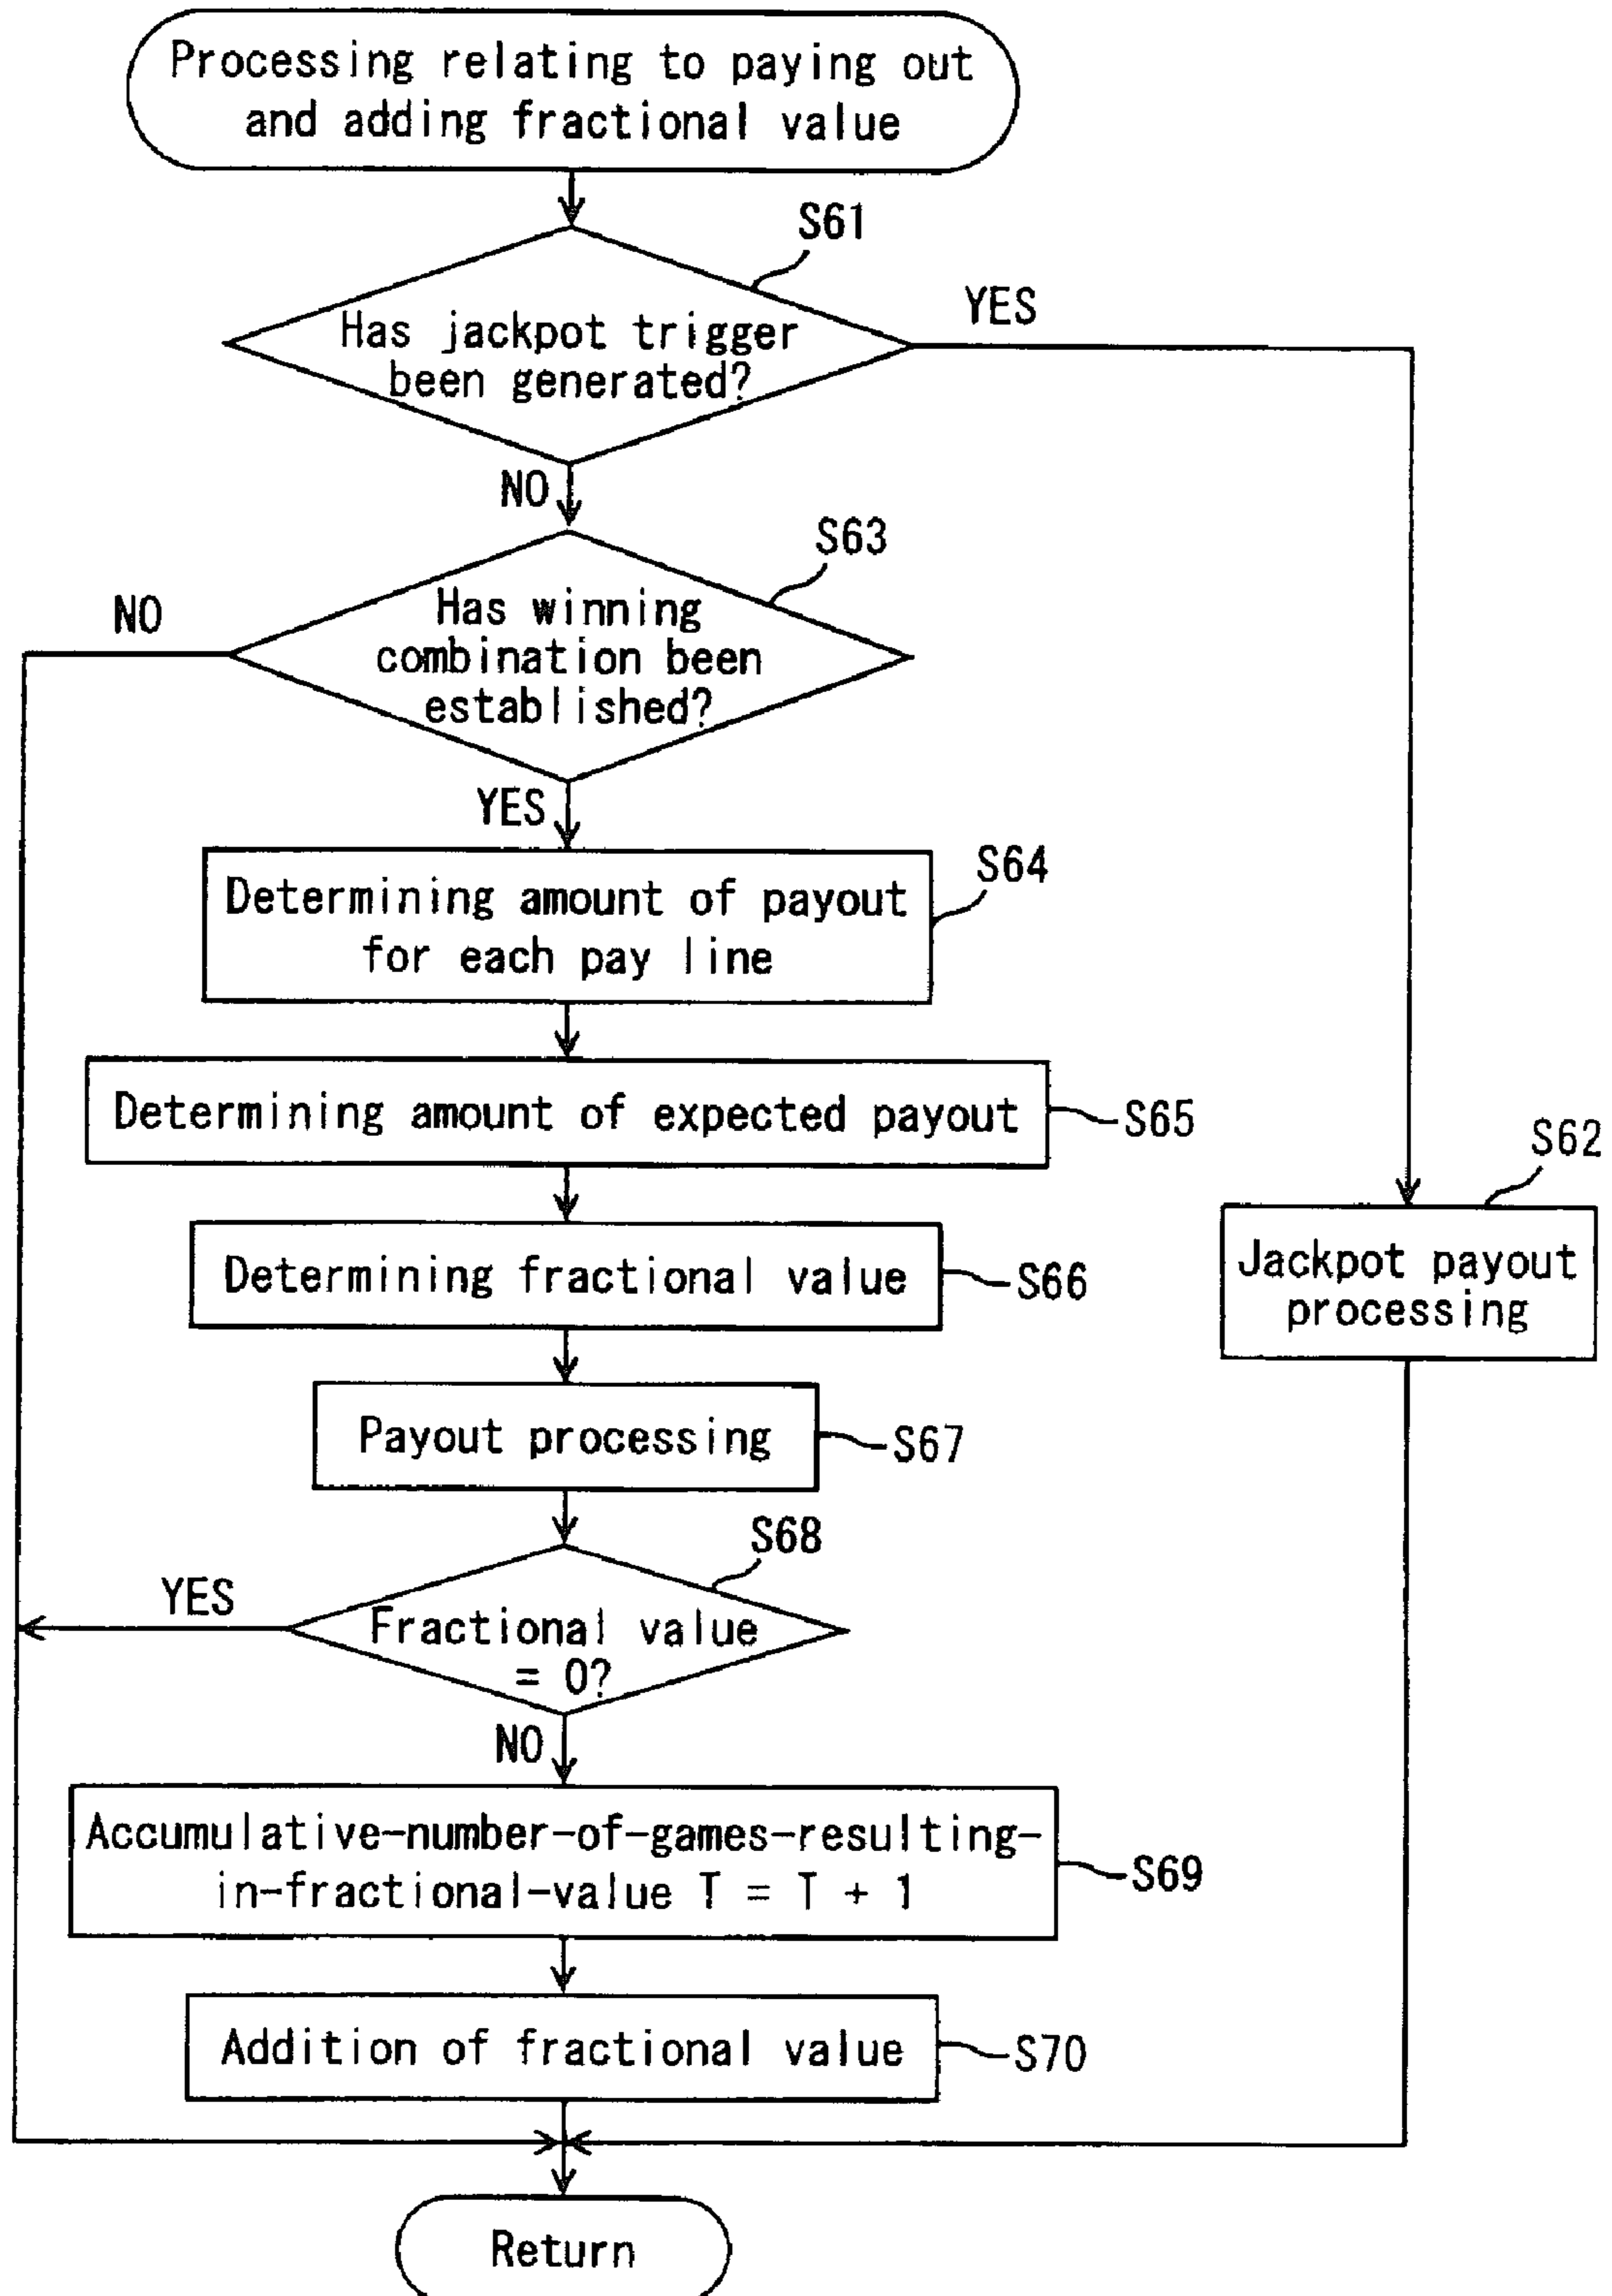 Processing relating to paying out
and adding fractional value
S61
YES
Has jackpot trigger
been generated?
NO
S63
NO
Has winning
combination been
established?
YES
S64
Determining amount of payout
for each pay line
Determining amount of expected payout
S65
S62
Determining fractional value
S66
Jackpot payout
processing
Payout processing
S67
S68
YES
Fractional value
= 0?
NO
Accumulative-number-of-games-resulting-
in-fractional-value T = T + 1
S69
Addition of fractional value
S70
Return